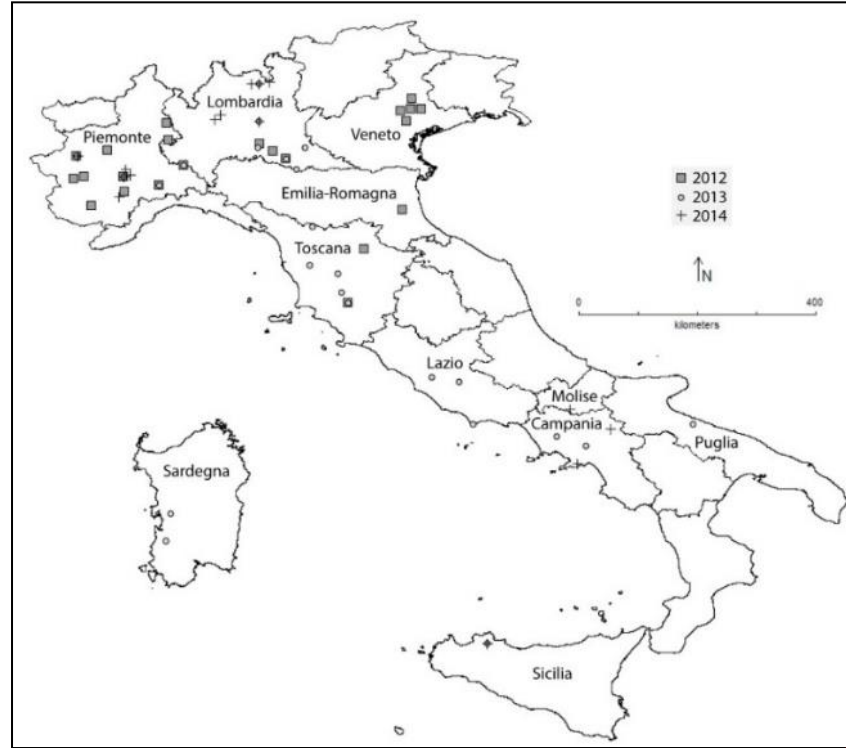 Lombardia
Piemonte
Veneto
2012
2013
2014
Emilia-Romagna
Toscana
N
0 400
kilometers
Lazio
Molise
Campania
Puglia
Sardegna
Sicilia